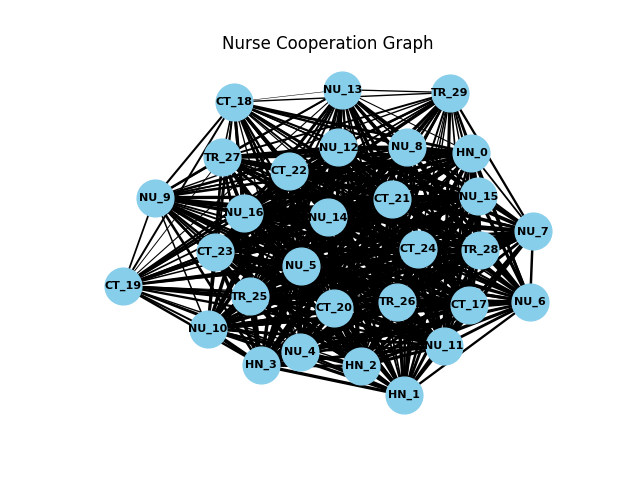 Nurse Cooperation Graph
NU_13
TR_29
CT_18
NU_12
NU_8
HN_0
TR_27
CT_22
NU_9
CT_21
NU_15
NU_16
NU_14
NU_7
CT_23
CT_24
TR_28
NU_5
CT_19
TR_25
CT_20
TR_26
CT_17
NU_6
NU_10
NU_4
NU_11
HN_3
HN_2
HN_1